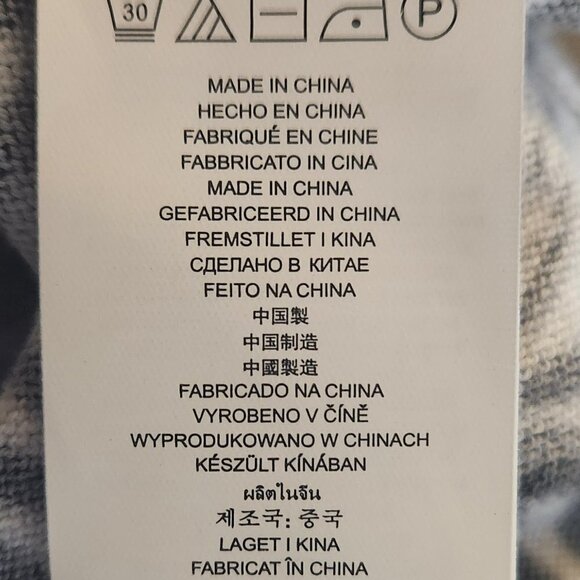 30 P
MADE IN CHINA
HECHO EN CHINA
FABRIQUÉ EN CHINE
FABBRICATO IN CINA
MADE IN CHINA
GEFABRICEERD IN CHINA
FREMSTILLET I KINA
СДЕЛАНО В КИТАЕ
FEITO NA CHINA
中国製
中国制造
中國製造
FABRICADO NA CHINA
VYROBENO V ČÍNĚ
WYPRODUKOWANO W CHINACH
KÉSZÜLT KÍNÁBAN
ผลิตในจีน
제조국: 중국
LAGET I KINA
FABRICAT ÎN CHINA